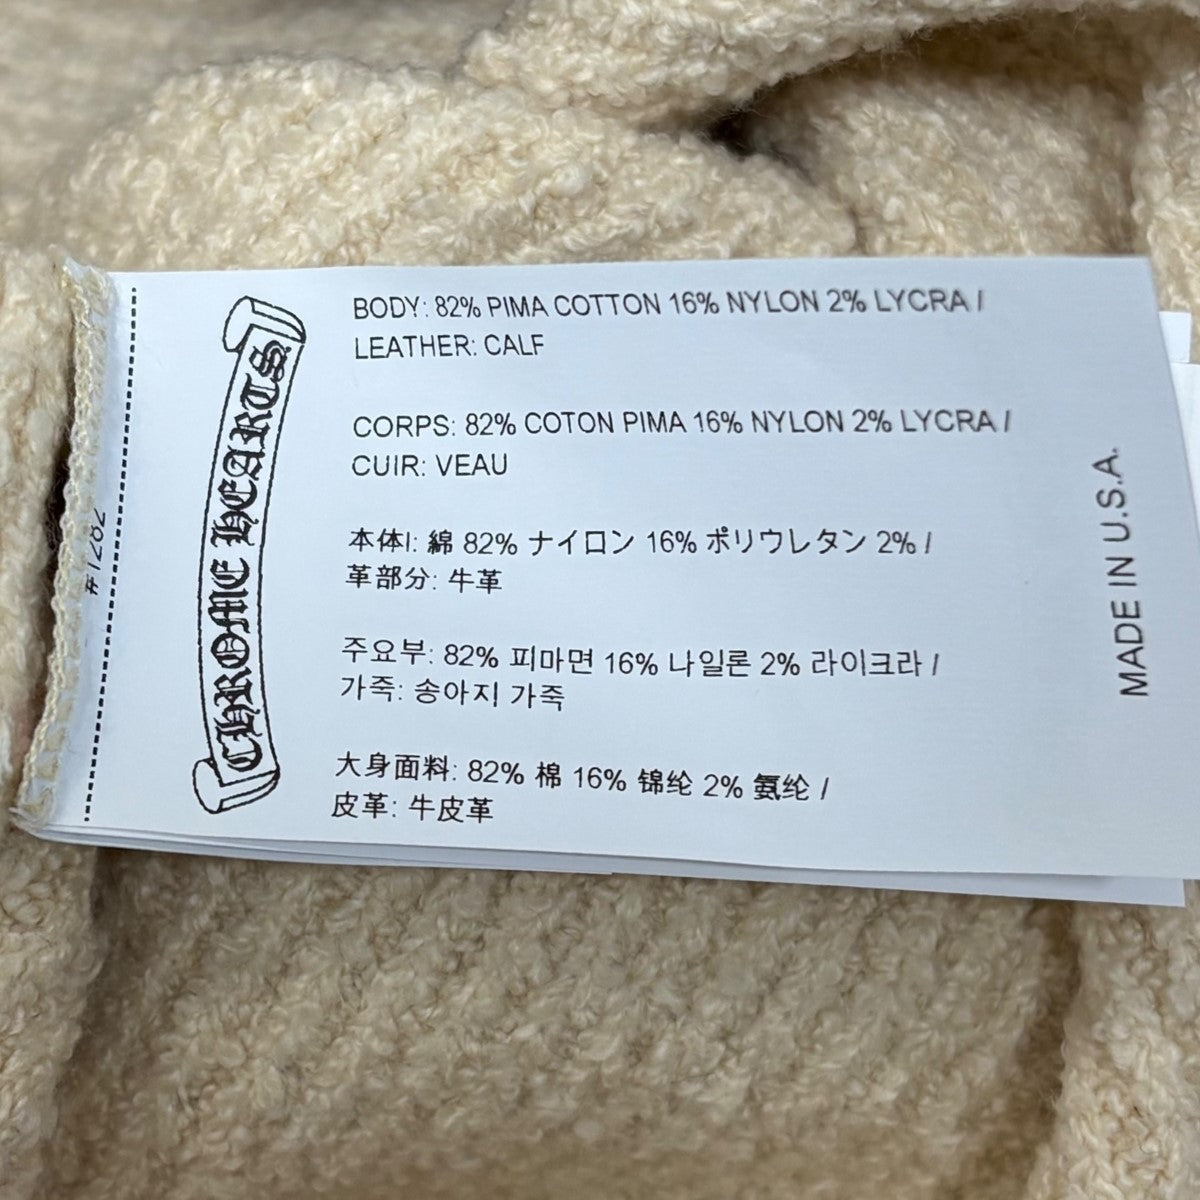 BODY: 82% PIMA COTTON 16% NYLON 2% LYCRA /
LEATHER: CALF
CORPS: 82% COTON PIMA 16% NYLON 2% LYCRA /
CUIR: VEAU
本体I: 綿 82% ナイロン 16% ポリウレタン 2% /
革部分: 牛革
주요부: 82% 피마면 16% 나일론 2% 라이크라 /
가죽: 송아지 가죽
大身面料: 82% 棉 16% 锦纶 2% 氨纶 /
皮革: 牛皮革
CHROME HEARTS
MADE IN U.S.A.
#1282